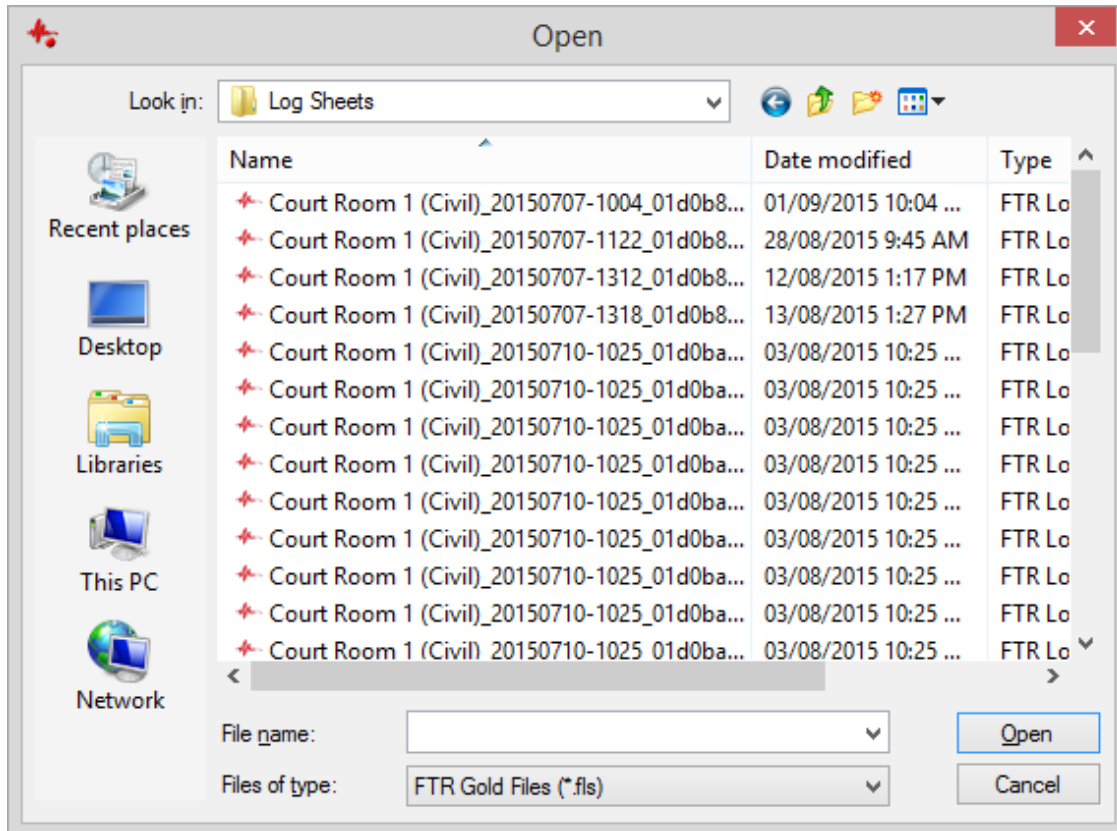 Open
Look in: Log Sheets
Name Date modified Type
Court Room 1 (Civil)_20150707-1004_01d0b8... 01/09/2015 10:04 ... FTR Lo
Court Room 1 (Civil)_20150707-1122_01d0b8... 28/08/2015 9:45 AM FTR Lo
Court Room 1 (Civil)_20150707-1312_01d0b8... 12/08/2015 1:17 PM FTR Lo
Court Room 1 (Civil)_20150707-1318_01d0b8... 13/08/2015 1:27 PM FTR Lo
Court Room 1 (Civil)_20150710-1025_01d0ba... 03/08/2015 10:25 ... FTR Lo
Court Room 1 (Civil)_20150710-1025_01d0ba... 03/08/2015 10:25 ... FTR Lo
Court Room 1 (Civil)_20150710-1025_01d0ba... 03/08/2015 10:25 ... FTR Lo
Court Room 1 (Civil)_20150710-1025_01d0ba... 03/08/2015 10:25 ... FTR Lo
Court Room 1 (Civil)_20150710-1025_01d0ba... 03/08/2015 10:25 ... FTR Lo
Court Room 1 (Civil)_20150710-1025_01d0ba... 03/08/2015 10:25 ... FTR Lo
Court Room 1 (Civil)_20150710-1025_01d0ba... 03/08/2015 10:25 ... FTR Lo
Court Room 1 (Civil)_20150710-1025_01d0ba... 03/08/2015 10:25 ... FTR Lo
Court Room 1 (Civil)_20150710-1025_01d0ba... 03/08/2015 10:25 ... FTR Lo
Recent places
Desktop
Libraries
This PC
Network
File name: Open
Files of type: FTR Gold Files (*.fls) Cancel